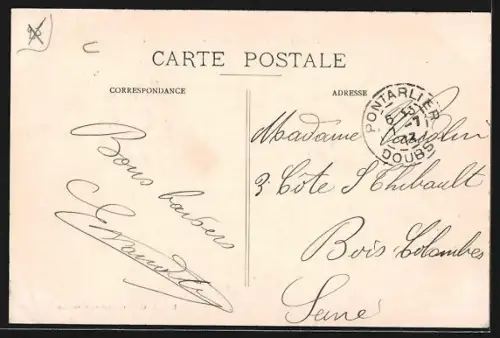 CARTE POSTALE
CORRESPONDANCE
ADRESSE
PONTARLIER
DOUBS
Bons baisers
Madame
3 Côte St Thibault
Bois Colombes
Seine